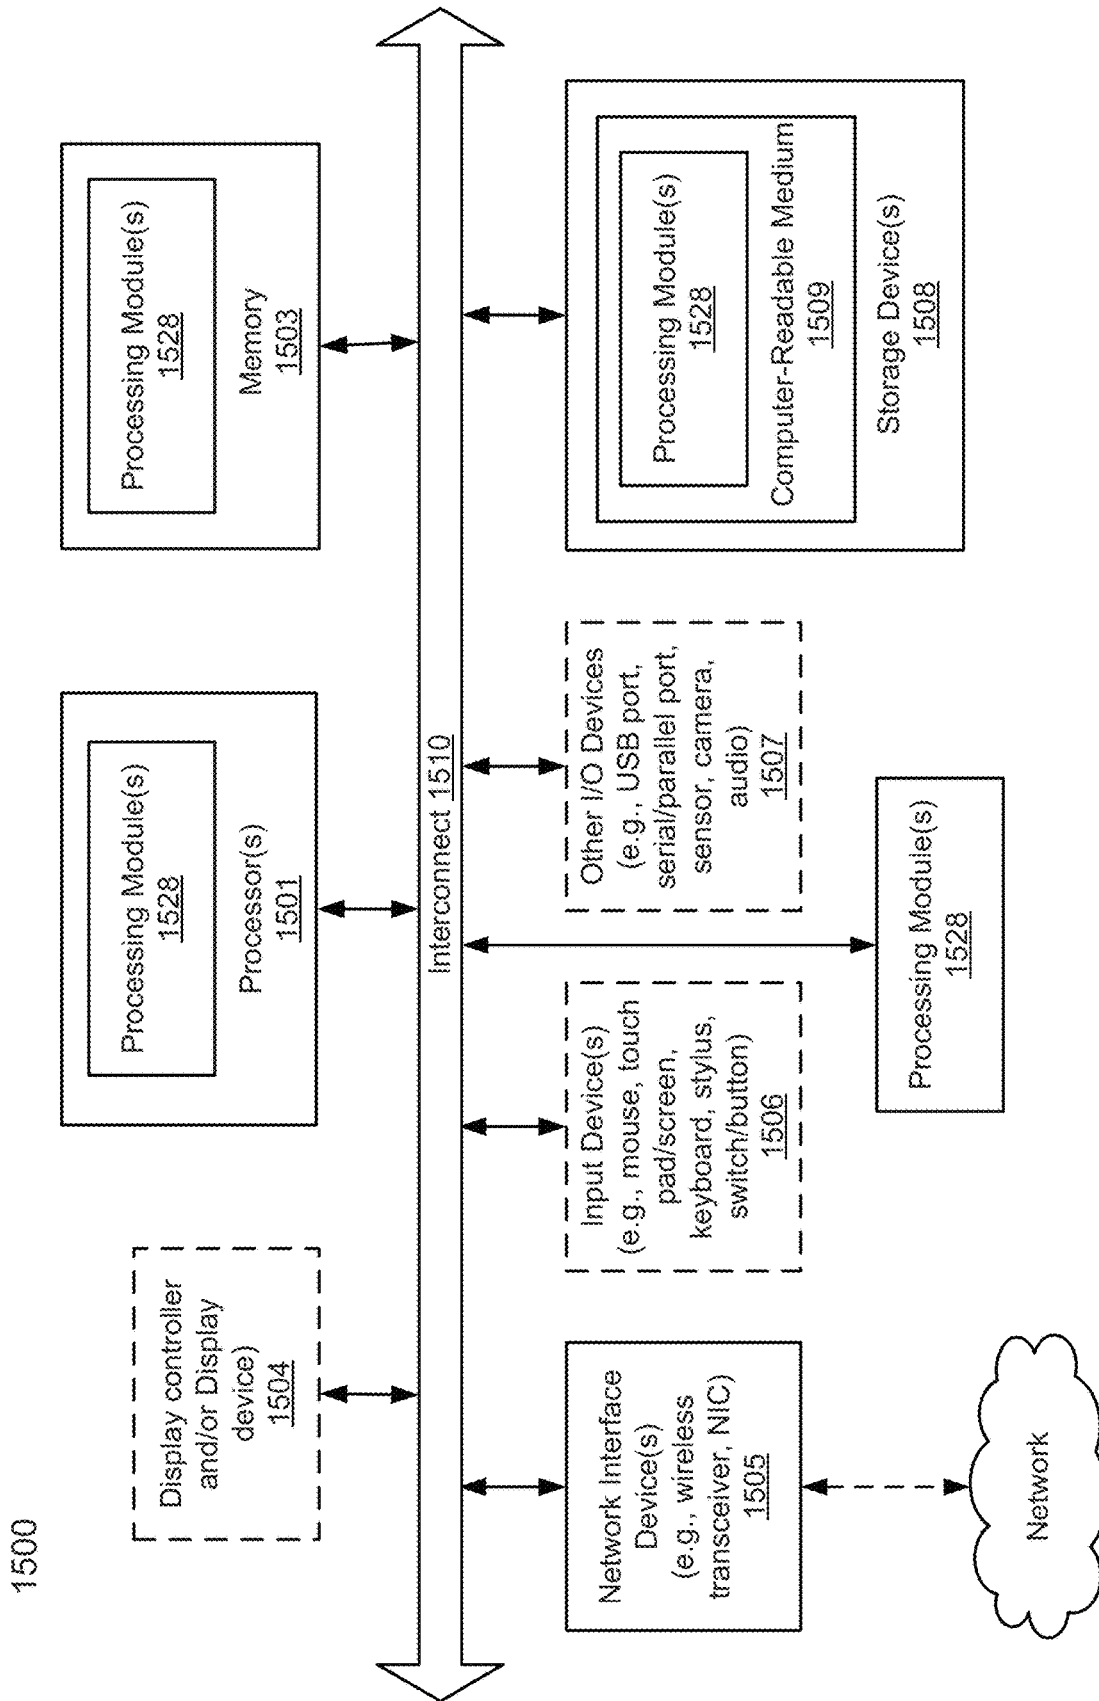 1500
Display controller
and/or Display
device)
1504
Processing Module(s)
1528
Processor(s)
1501
Processing Module(s)
1528
Memory
1503
Interconnect 1510
Network Interface
Device(s)
(e.g., wireless
transceiver, NIC)
1505
Input Device(s)
(e.g., mouse, touch
pad/screen,
keyboard, stylus,
switch/button)
1506
Other I/O Devices
(e.g., USB port,
serial/parallel port,
sensor, camera,
audio)
1507
Processing Module(s)
1528
Computer-Readable Medium
1509
Storage Device(s)
1508
Processing Module(s)
1528
Network